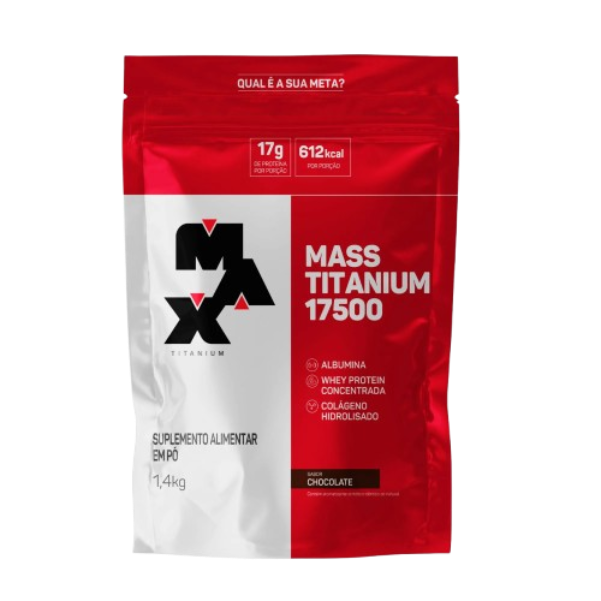 QUAL É A SUA META?
17g
DE PROTEÍNA
POR PORÇÃO
612kcal
POR PORÇÃO
MAX
TITANIUM
MASS
TITANIUM
17500
ALBUMINA
WHEY PROTEIN
CONCENTRADA
COLÁGENO
HIDROLISADO
SUPLEMENTO ALIMENTAR
EM PÓ
1,4kg
SABOR
CHOCOLATE